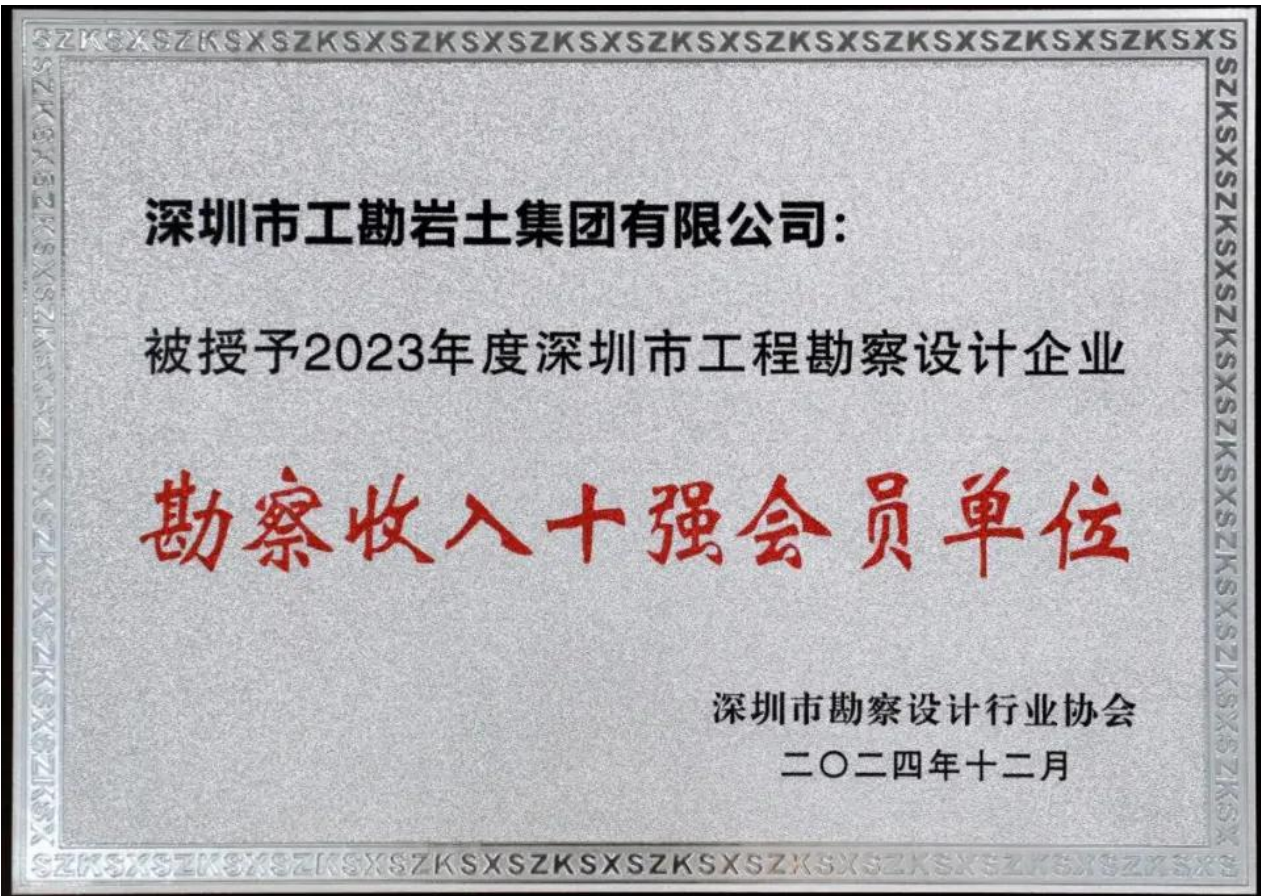 SZKSXSZKSXSZKSXSZKSXSZKSXSZKSXSZKSXSZKSXSZKSXS
深圳市工勘岩土集团有限公司：
被授予2023年度深圳市工程勘察设计企业
勘察收入十强会员单位
深圳市勘察设计行业协会
二〇二四年十二月